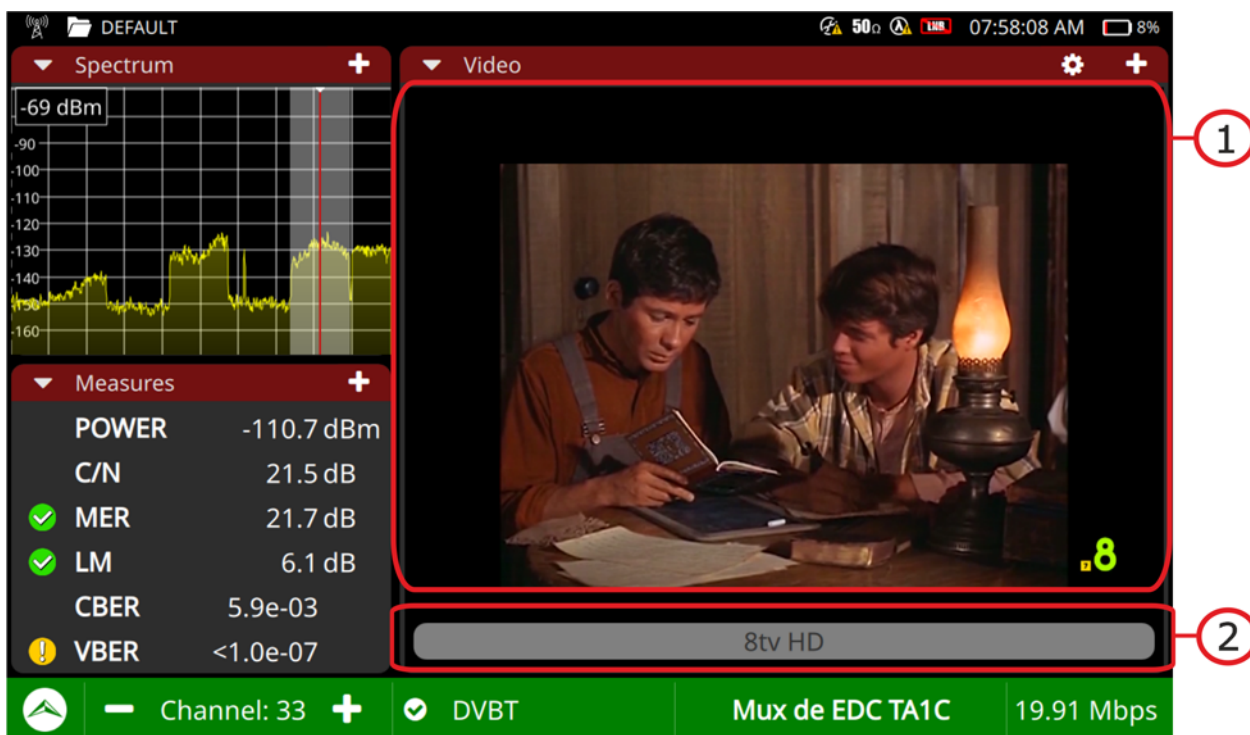 DEFAULT
50Ω
LNB
07:58:08 AM
8%
Spectrum
-69 dBm
-90
-100
-110
-120
-130
-140
-150
-160
Video
1
8
2
8tv HD
Measures
POWER -110.7 dBm
C/N 21.5 dB
MER 21.7 dB
LM 6.1 dB
CBER 5.9e-03
VBER <1.0e-07
Channel: 33
DVBT
Mux de EDC TA1C
19.91 Mbps